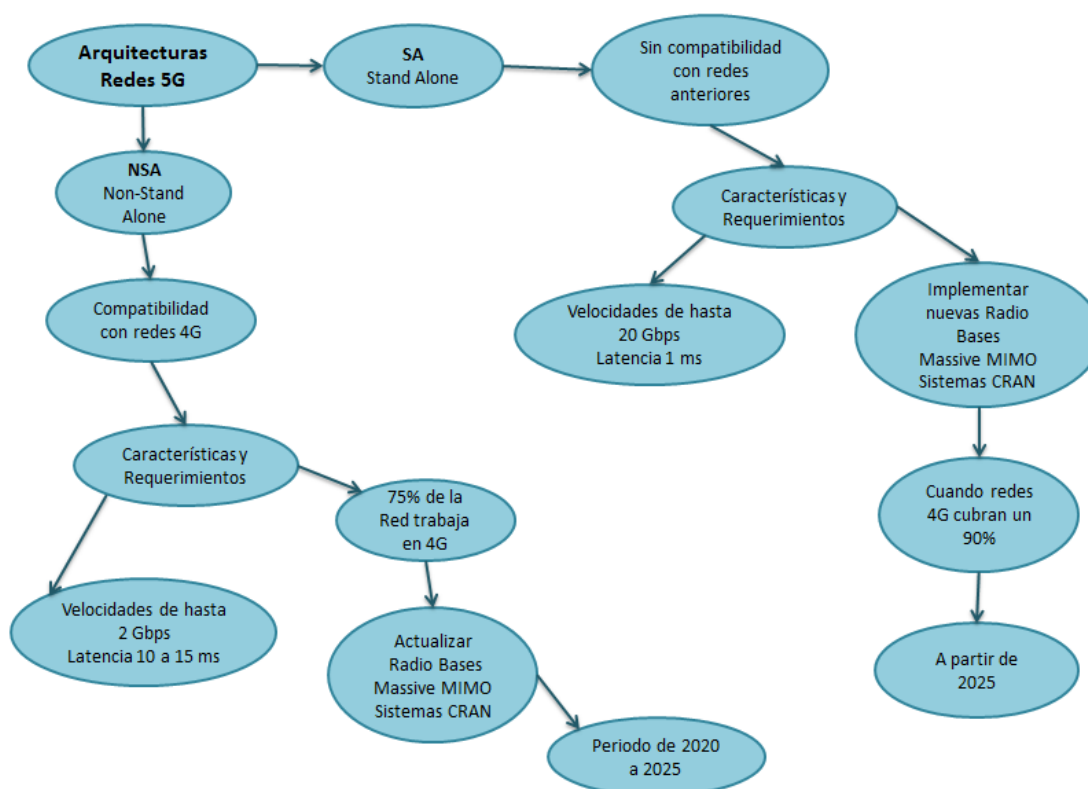 Arquitecturas
Redes 5G
SA
Stand Alone
Sin compatibilidad
con redes
anteriores
NSA
Non-Stand
Alone
Característícas y
Requerimientos
Compatibilidad
con redes 4G
Velocidades de hasta
20 Gbps
Latencia 1 ms
Implementar
nuevas Radio
Bases
Massive MIMO
Sistemas CRAN
Característícas y
Requerimientos
75% de la
Red trabaja
en 4G
Cuando redes
4G cubran un
90%
Velocidades de hasta
2 Gbps
Latencia 10 a 15 ms
Actualizar
Radio Bases
Massive MIMO
Sistemas CRAN
A partir de
2025
Periodo de 2020
a 2025